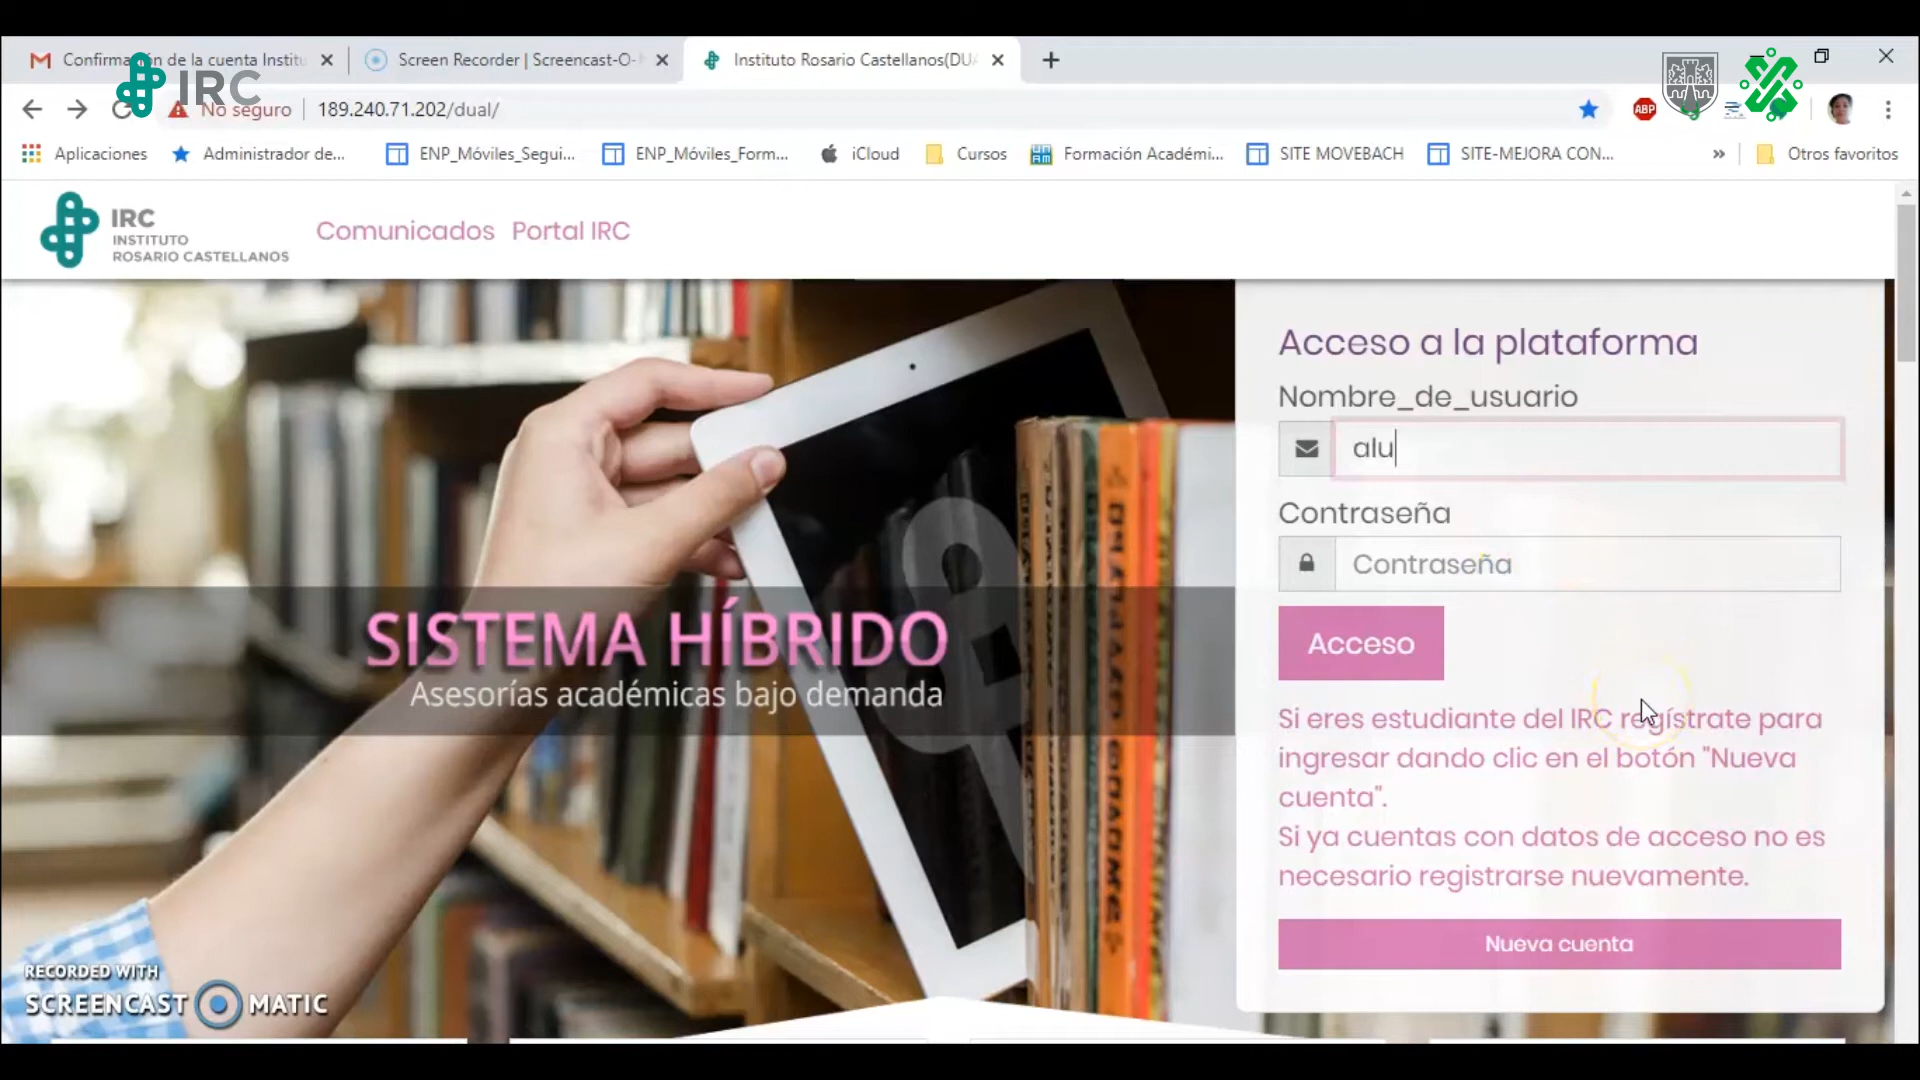 Confirmación de la cuenta Institu
Screen Recorder | Screencast-O-M
Instituto Rosario Castellanos(DUA
IRC
No seguro
189.240.71.202/dual/
ABP
Aplicaciones
Administrador de...
ENP_Móviles_Segui...
ENP_Móviles_Form...
iCloud
Cursos
Formación Académi...
SITE MOVEBACH
SITE-MEJORA CON...
»
Otros favoritos
IRC
INSTITUTO
ROSARIO CASTELLANOS
Comunicados
Portal IRC
Acceso a la plataforma
Nombre_de_usuario
alu
Contraseña
Contraseña
Acceso
SISTEMA HÍBRIDO
Asesorías académicas bajo demanda
Si eres estudiante del IRC regístrate para
ingresar dando clic en el botón "Nueva
cuenta".
Si ya cuentas con datos de acceso no es
necesario registrarse nuevamente.
Nueva cuenta
RECORDED WITH
SCREENCAST MATIC